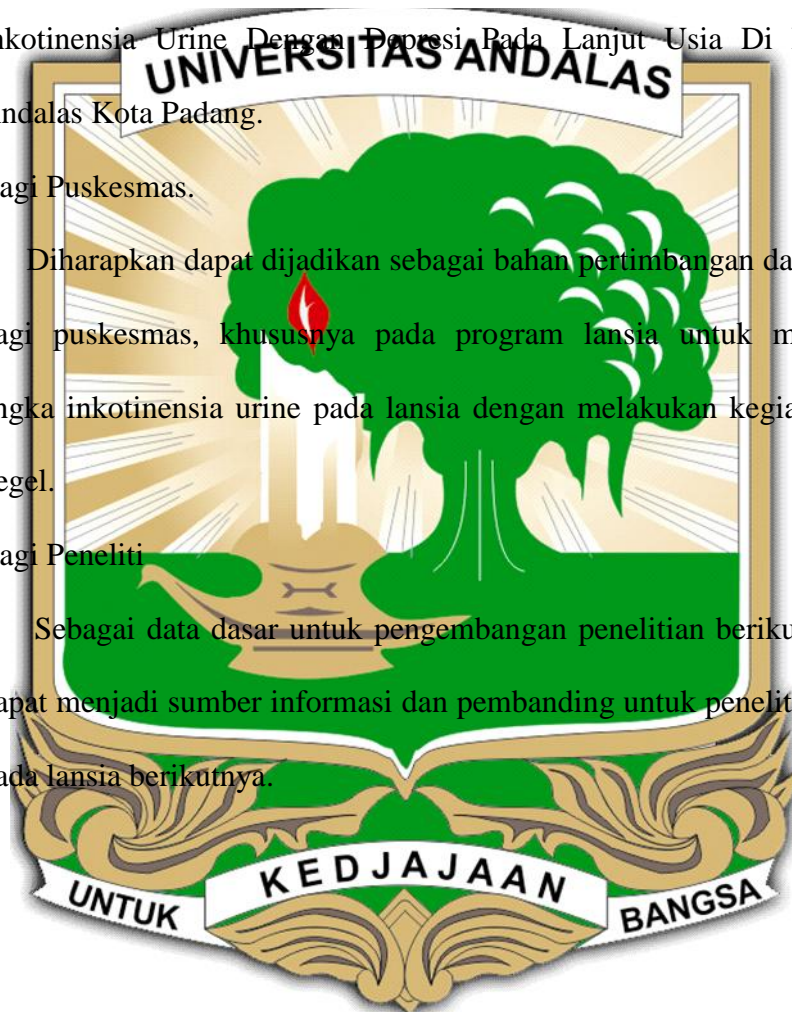 nkotinensia Urine Dengan Depresi Pada Lanjut Usia Di
UNIVERSITAS ANDALAS
ndalas Kota Padang.
agi Puskesmas.
Diharapkan dapat dijadikan sebagai bahan pertimbangan da
agi puskesmas, khususnya pada program lansia untuk m
ngka inkotinensia urine pada lansia dengan melakukan kegia
egel.
agi Peneliti
Sebagai data dasar untuk pengembangan penelitian beriku
apat menjadi sumber informasi dan pembanding untuk penelit
ada lansia berikutnya.
UNTUK KEDJAJAAN BANGSA